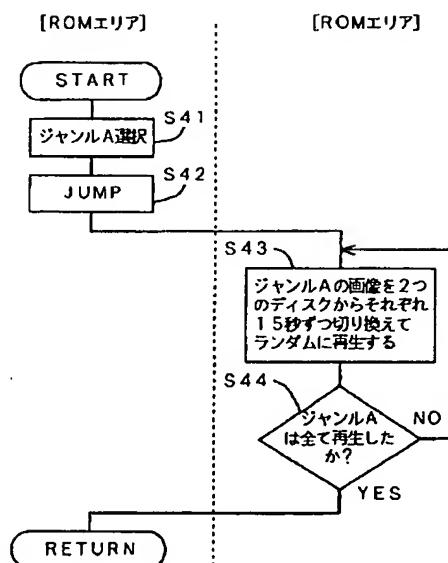 [ROMエリア]
[ROMエリア]
START
S41
ジャンルA選択
S42
JUMP
S43
ジャンルAの画像を2つ
のディスクからそれぞれ
15秒ずつ切り換えて
ランダムに再生する
S44
ジャンルA
は全て再生した
か?
NO
YES
RETURN